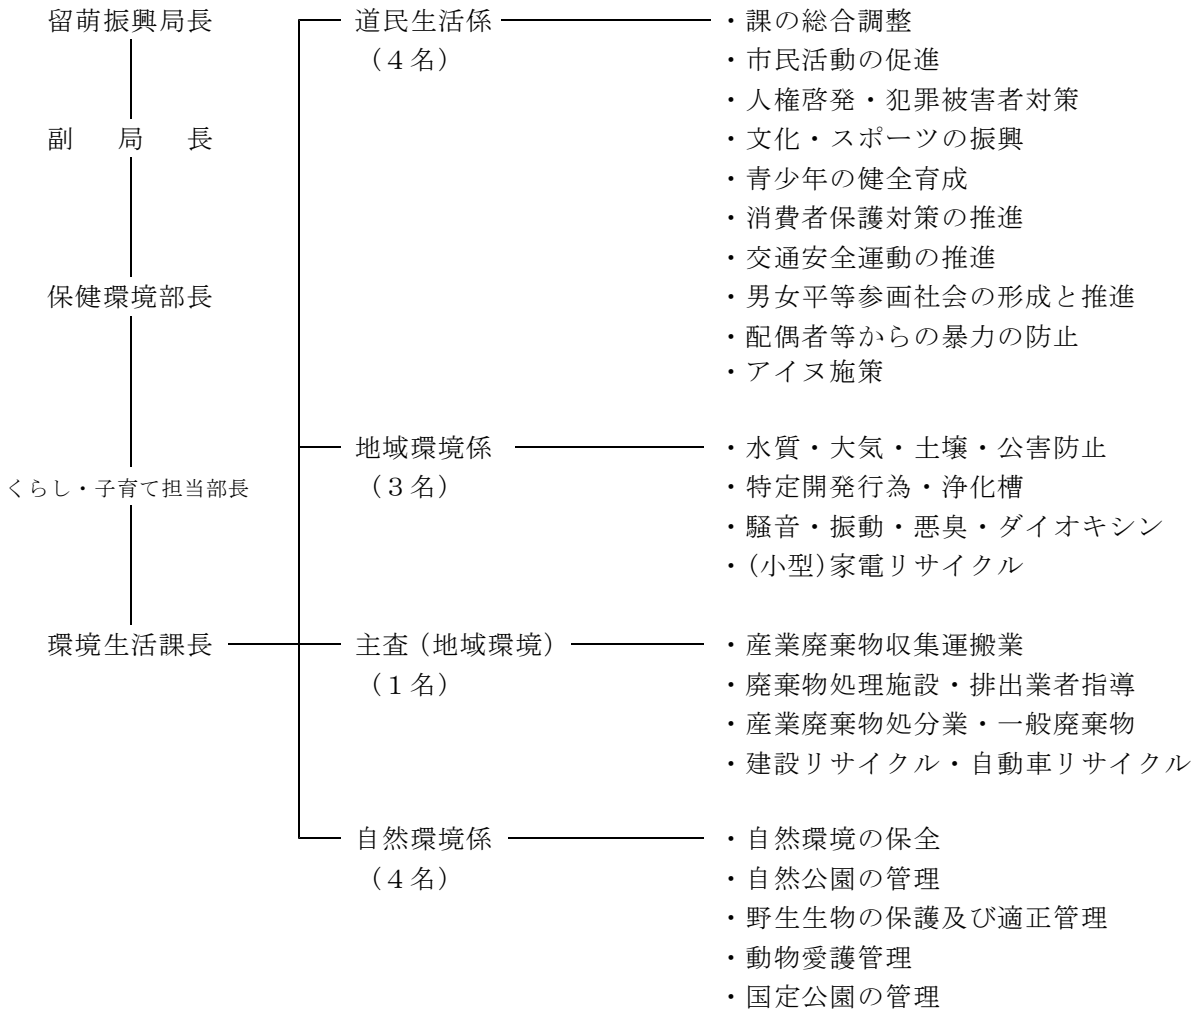 留萌振興局長
副　局　長
保健環境部長
くらし・子育て担当部長
環境生活課長
道民生活係
（４名）
・課の総合調整
・市民活動の促進
・人権啓発・犯罪被害者対策
・文化・スポーツの振興
・青少年の健全育成
・消費者保護対策の推進
・交通安全運動の推進
・男女平等参画社会の形成と推進
・配偶者等からの暴力の防止
・アイヌ施策
地域環境係
（３名）
・水質・大気・土壌・公害防止
・特定開発行為・浄化槽
・騒音・振動・悪臭・ダイオキシン
・(小型)家電リサイクル
主査（地域環境）
（１名）
・産業廃棄物収集運搬業
・廃棄物処理施設・排出業者指導
・産業廃棄物処分業・一般廃棄物
・建設リサイクル・自動車リサイクル
自然環境係
（４名）
・自然環境の保全
・自然公園の管理
・野生生物の保護及び適正管理
・動物愛護管理
・国定公園の管理